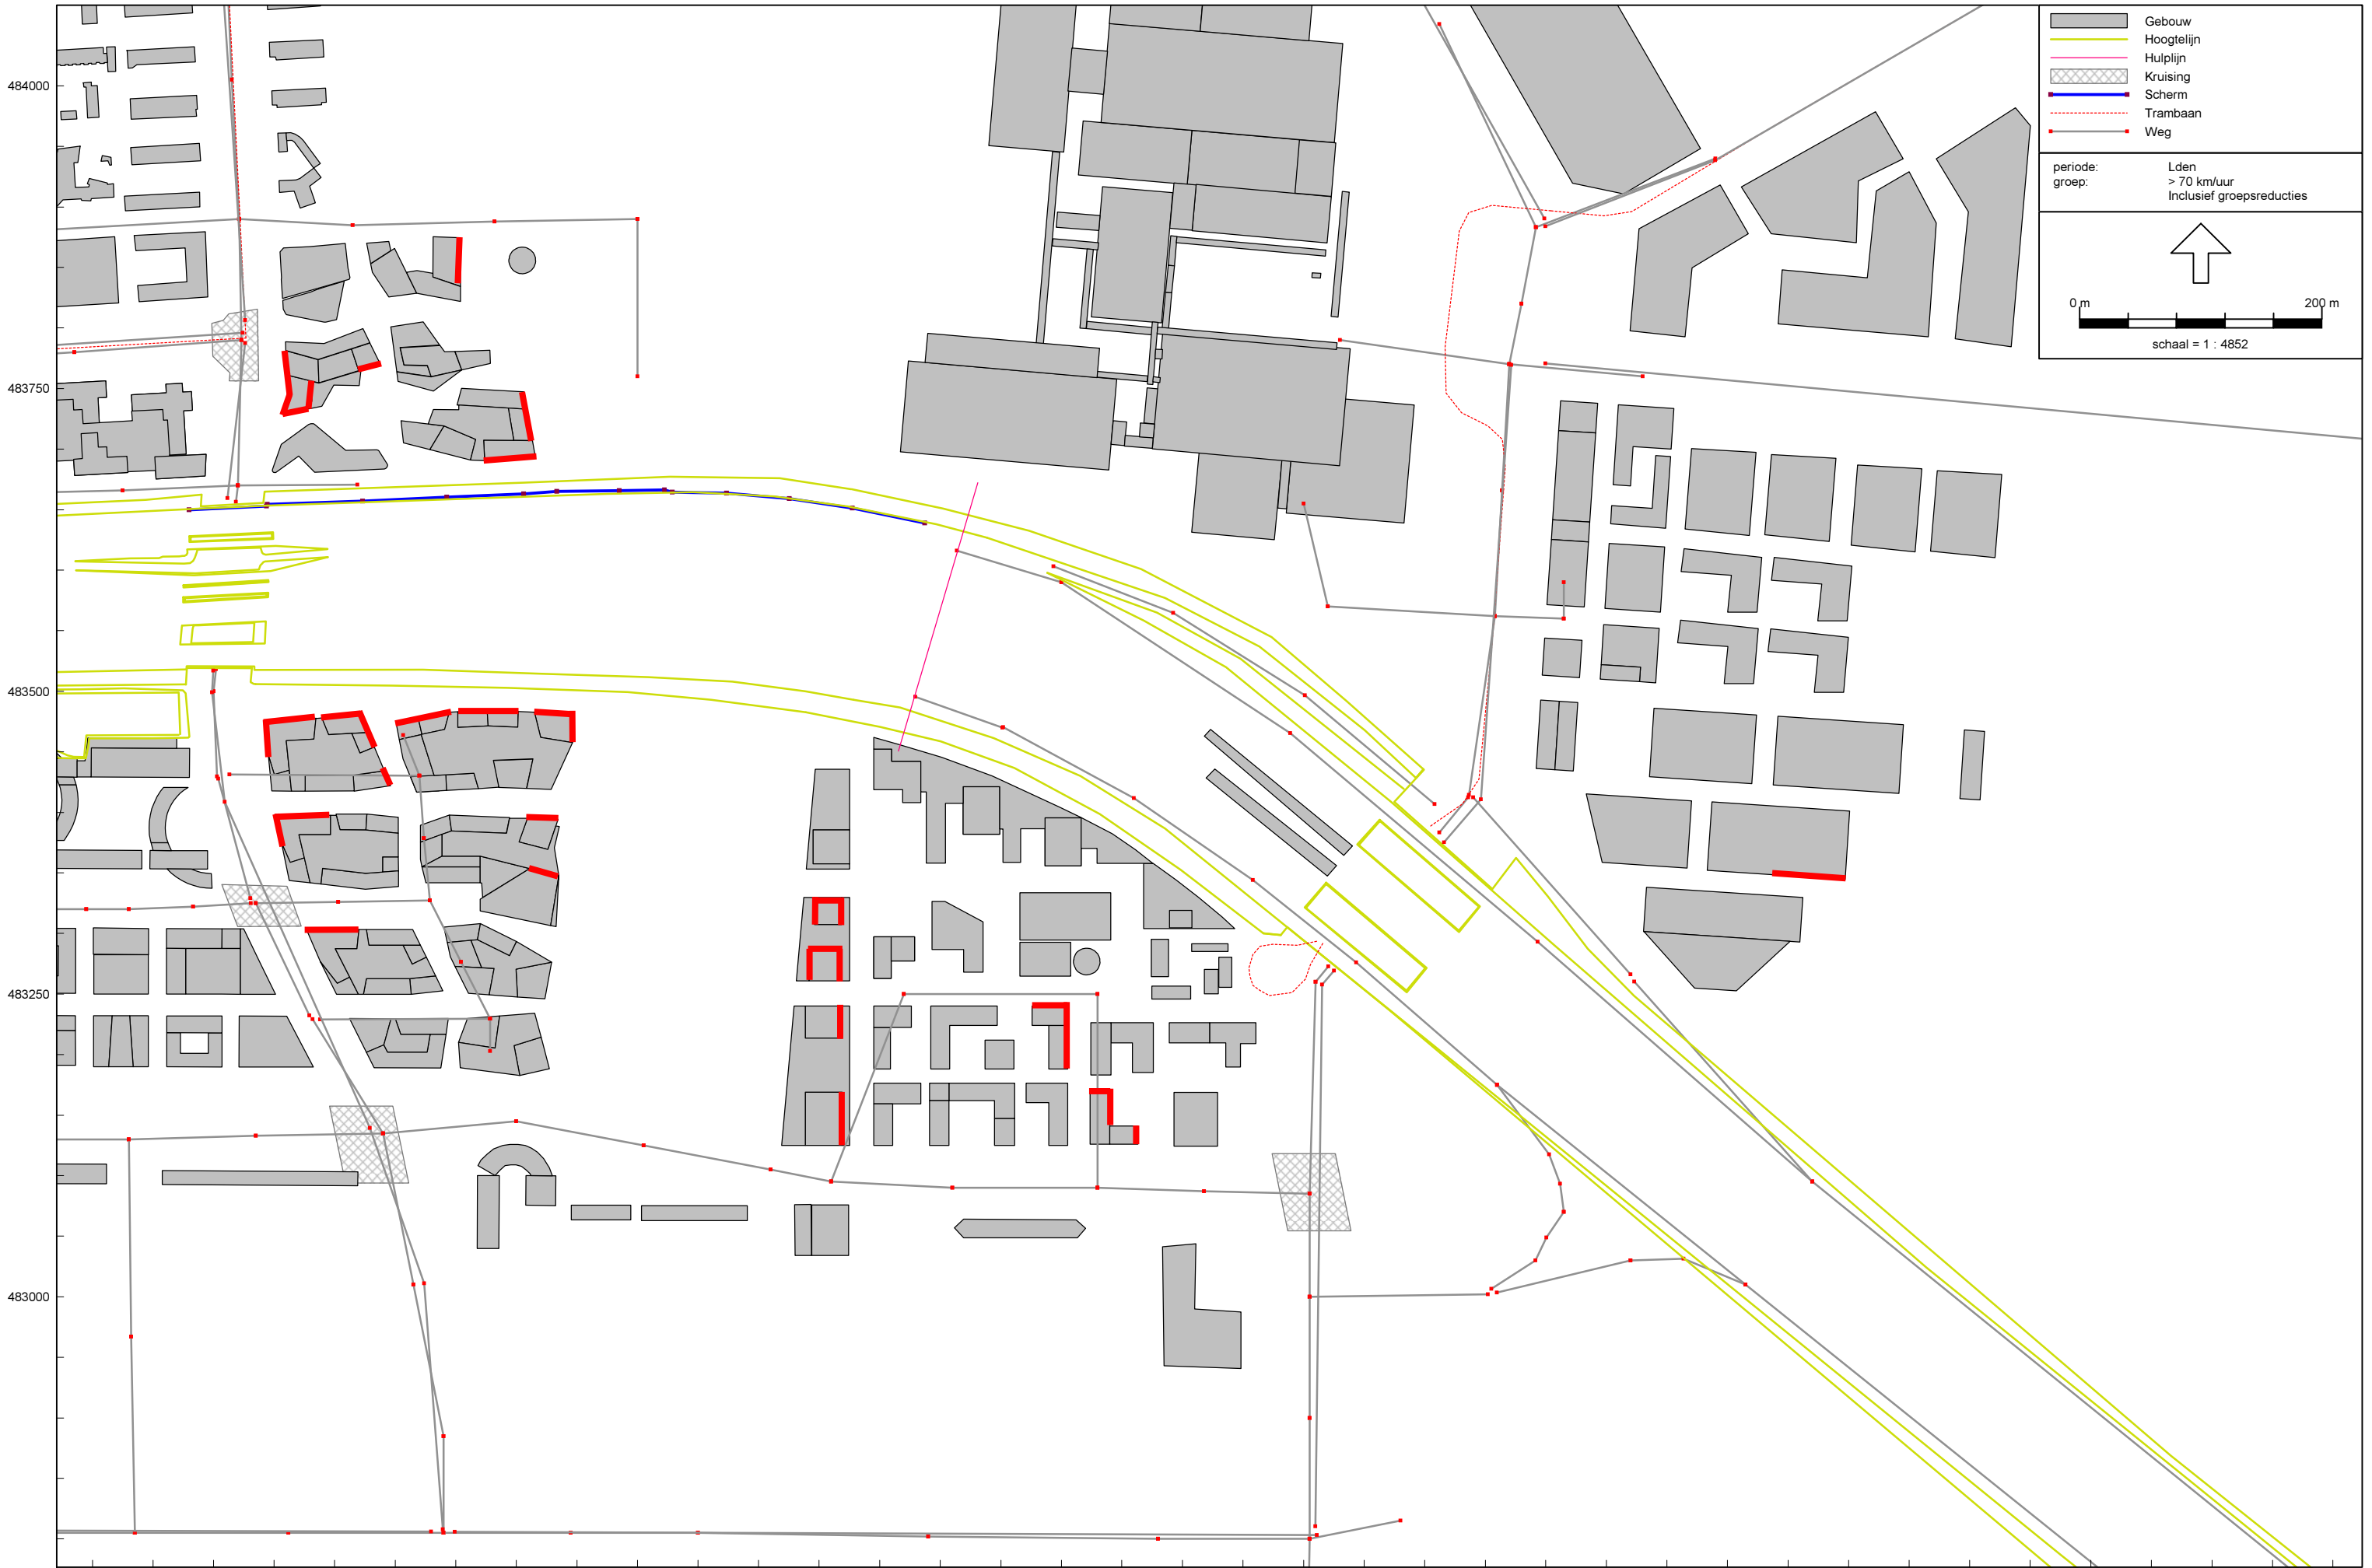 Gebouw
Hoogtelijn
Hulplijn
Kruising
Scherm
Trambaan
Weg
periode: Lden
groep: > 70 km/uur
Inclusief groepsreducties
0 m 200 m
schaal = 1 : 4852
484000
483750
483500
483250
483000